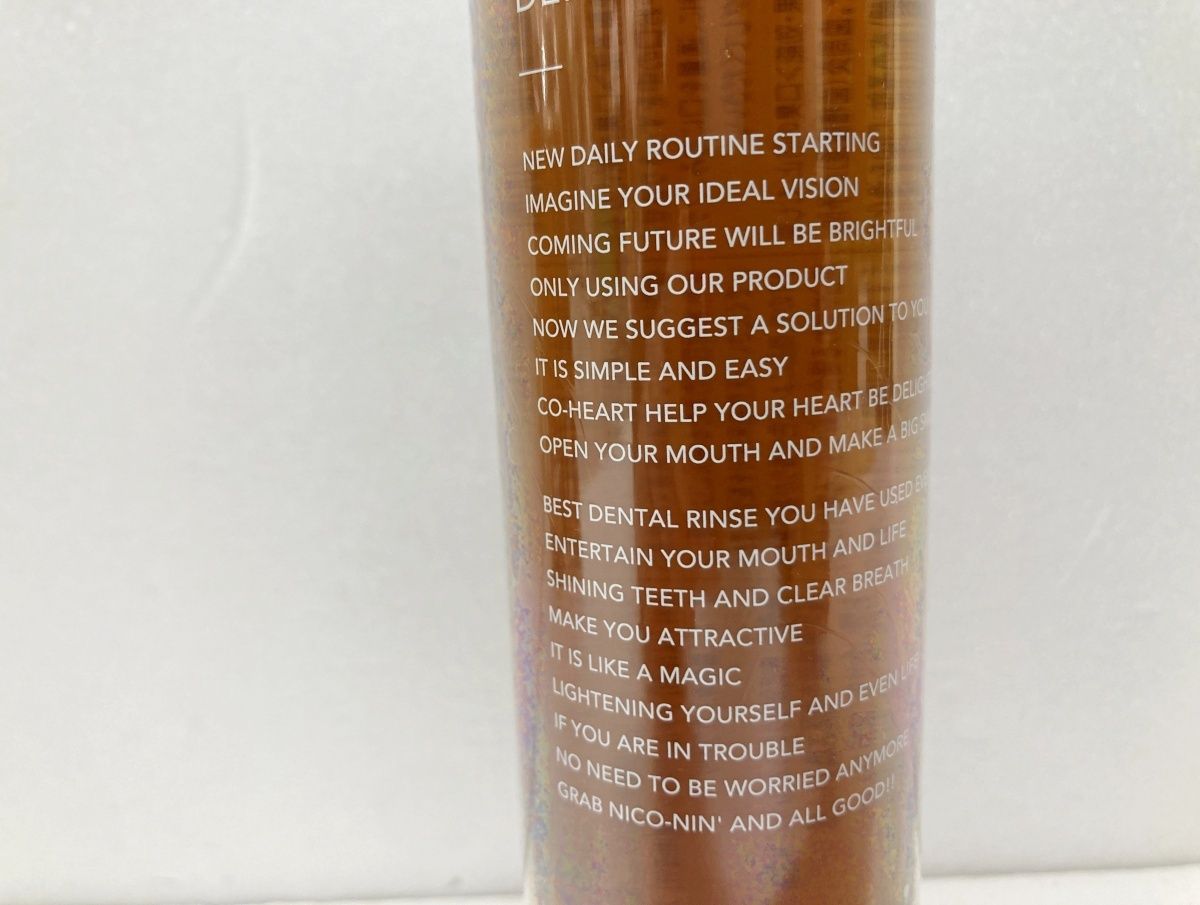 NEW DAILY ROUTINE STARTING
IMAGINE YOUR IDEAL VISION
COMING FUTURE WILL BE BRIGHTFUL
ONLY USING OUR PRODUCT
NOW WE SUGGEST A SOLUTION TO
IT IS SIMPLE AND EASY
CO-HEART HELP YOUR HEART BE
OPEN YOUR MOUTH AND MAKE A BIG
BEST DENTAL RINSE YOU HAVE USED
ENTERTAIN YOUR MOUTH AND LIFE
SHINING TEETH AND CLEAR BREATH
MAKE YOU ATTRACTIVE
IT IS LIKE A MAGIC
LIGHTENING YOURSELF AND EVEN LIFE
IF YOU ARE IN TROUBLE
NO NEED TO BE WORRIED ANYMORE
GRAB NICO-NIN' AND ALL GOOD!!